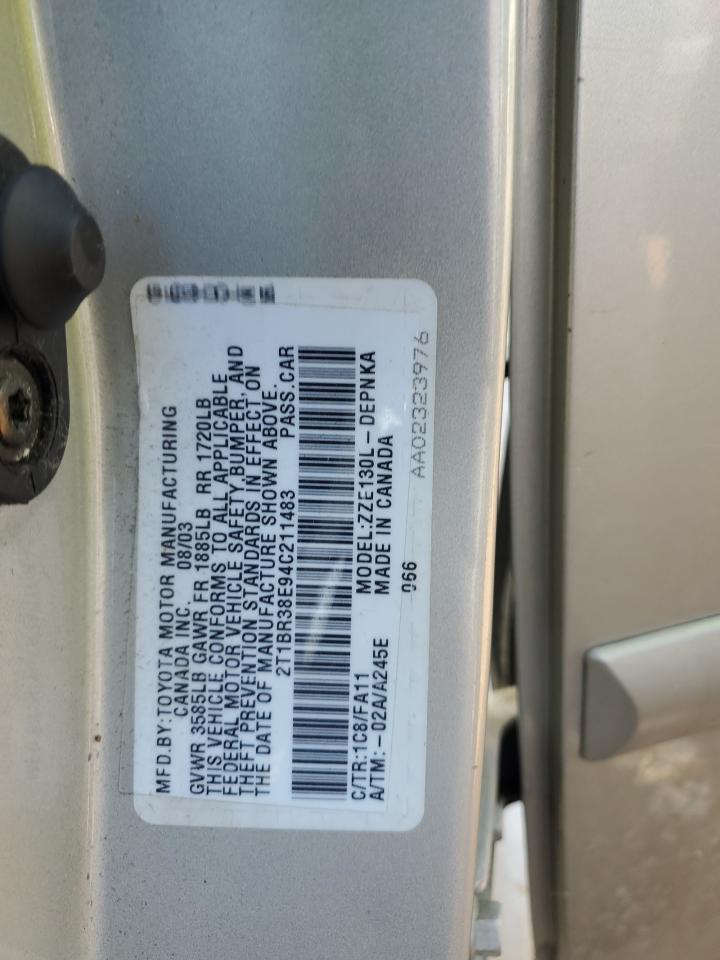 MFD.BY:TOYOTA MOTOR MANUFACTURING
CANADA INC. 08/03
GVWR 3585LB GAWR FR 1885LB RR 1720LB
THIS VEHICLE CONFORMS TO ALL APPLICABLE
FEDERAL MOTOR VEHICLE SAFETY,BUMPER, AND
THEFT PREVENTION STANDARDS IN EFFECT ON
THE DATE OF MANUFACTURE SHOWN ABOVE.
2T1BR38E94C211483 PASS.CAR
C/TR:1C8/FA11 MODEL:ZZE130L-DEPNKA
A/TM:-02A/A245E MADE IN CANADA
066
AA02323976